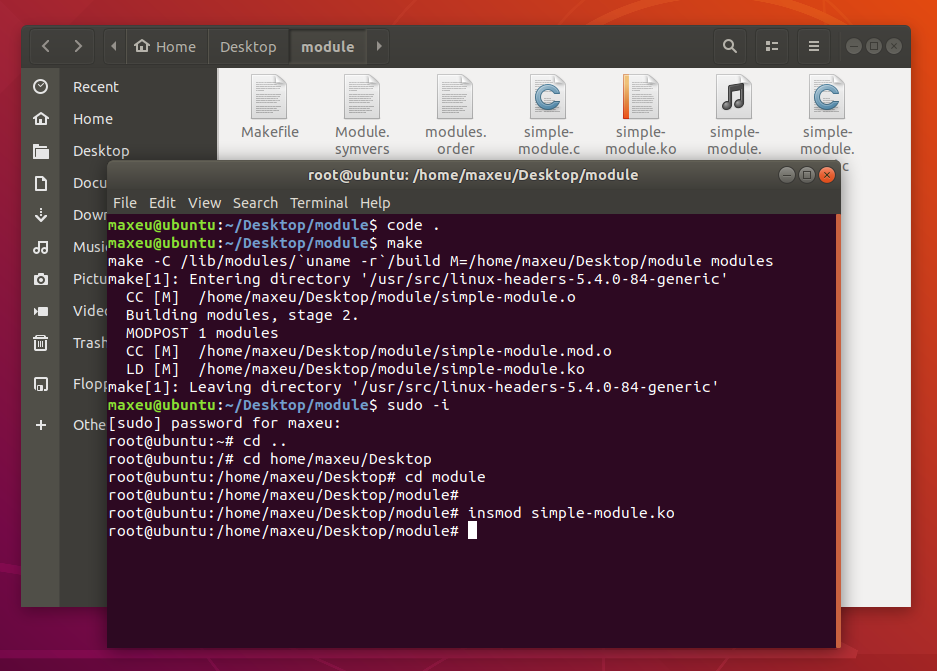 Home
Desktop
module
Recent
Home
Desktop
Docu
Down
Music
Pictu
Video
Trash
Flopp
Othe
Makefile
Module.
symvers
modules.
order
simple-
module.c
simple-
module.ko
simple-
module.
simple-
module.
c
root@ubuntu: /home/maxeu/Desktop/module
File Edit View Search Terminal Help
maxeu@ubuntu:~/Desktop/module$ code .
maxeu@ubuntu:~/Desktop/module$ make
make -C /lib/modules/`uname -r`/build M=/home/maxeu/Desktop/module modules
make[1]: Entering directory '/usr/src/linux-headers-5.4.0-84-generic'
CC [M]  /home/maxeu/Desktop/module/simple-module.o
Building modules, stage 2.
MODPOST 1 modules
CC [M]  /home/maxeu/Desktop/module/simple-module.mod.o
LD [M]  /home/maxeu/Desktop/module/simple-module.ko
make[1]: Leaving directory '/usr/src/linux-headers-5.4.0-84-generic'
maxeu@ubuntu:~/Desktop/module$ sudo -i
[sudo] password for maxeu:
root@ubuntu:~# cd ..
root@ubuntu:/# cd home/maxeu/Desktop
root@ubuntu:/home/maxeu/Desktop# cd module
root@ubuntu:/home/maxeu/Desktop/module#
root@ubuntu:/home/maxeu/Desktop/module# insmod simple-module.ko
root@ubuntu:/home/maxeu/Desktop/module#